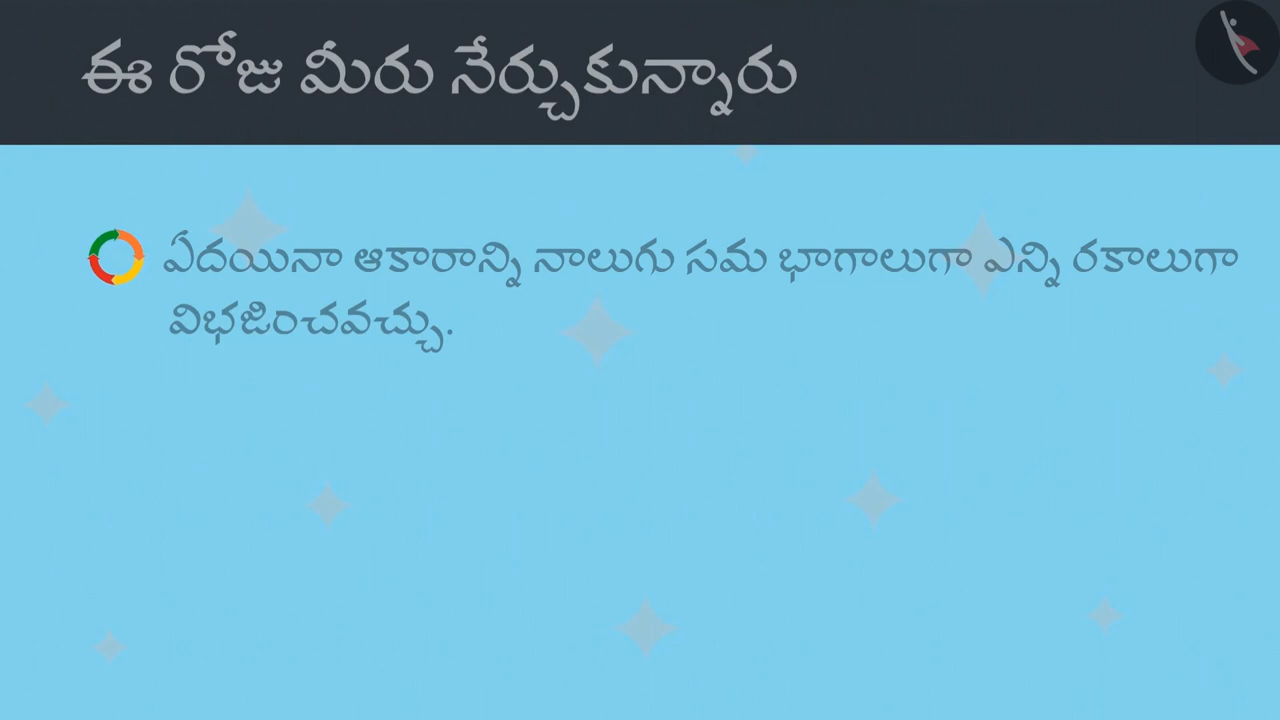 ఈ రోజు మీరు నేర్చుకున్నారు
ఏదయినా ఆకారాన్ని నాలుగు సమ భాగాలుగా ఎన్ని రకాలుగా
విభజించవచ్చు.